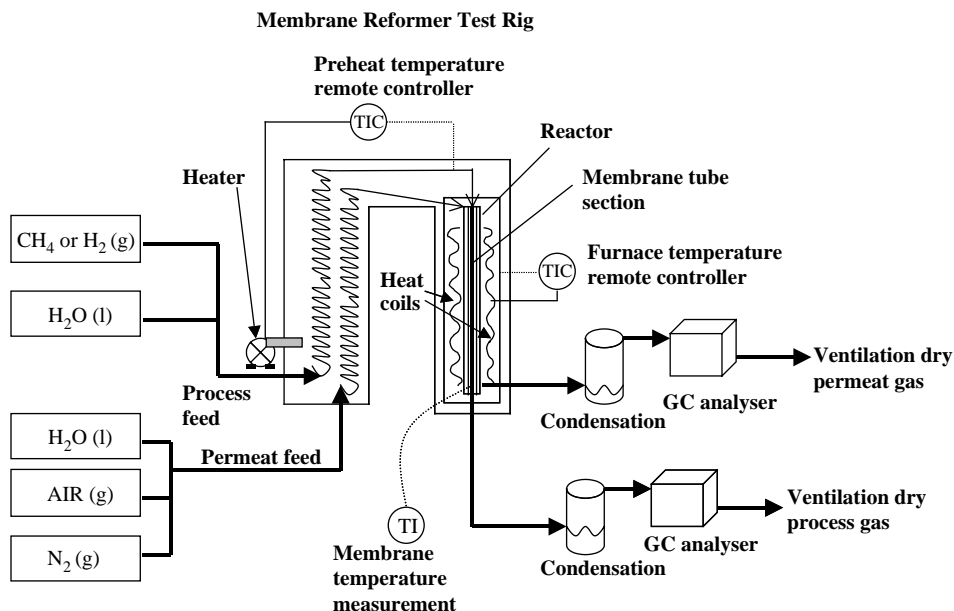 Membrane Reformer Test Rig
Preheat temperature
remote controller
TIC
Reactor
Heater
Membrane tube
section
CH₄ or H₂ (g)
Furnace temperature
remote controller
TIC
Heat
coils
H₂O (l)
Ventilation dry
permeat gas
GC analyser
Condensation
Process
feed
H₂O (l)
Permeat feed
AIR (g)
Ventilation dry
process gas
TI
GC analyser
Condensation
N₂ (g)
Membrane
temperature
measurement